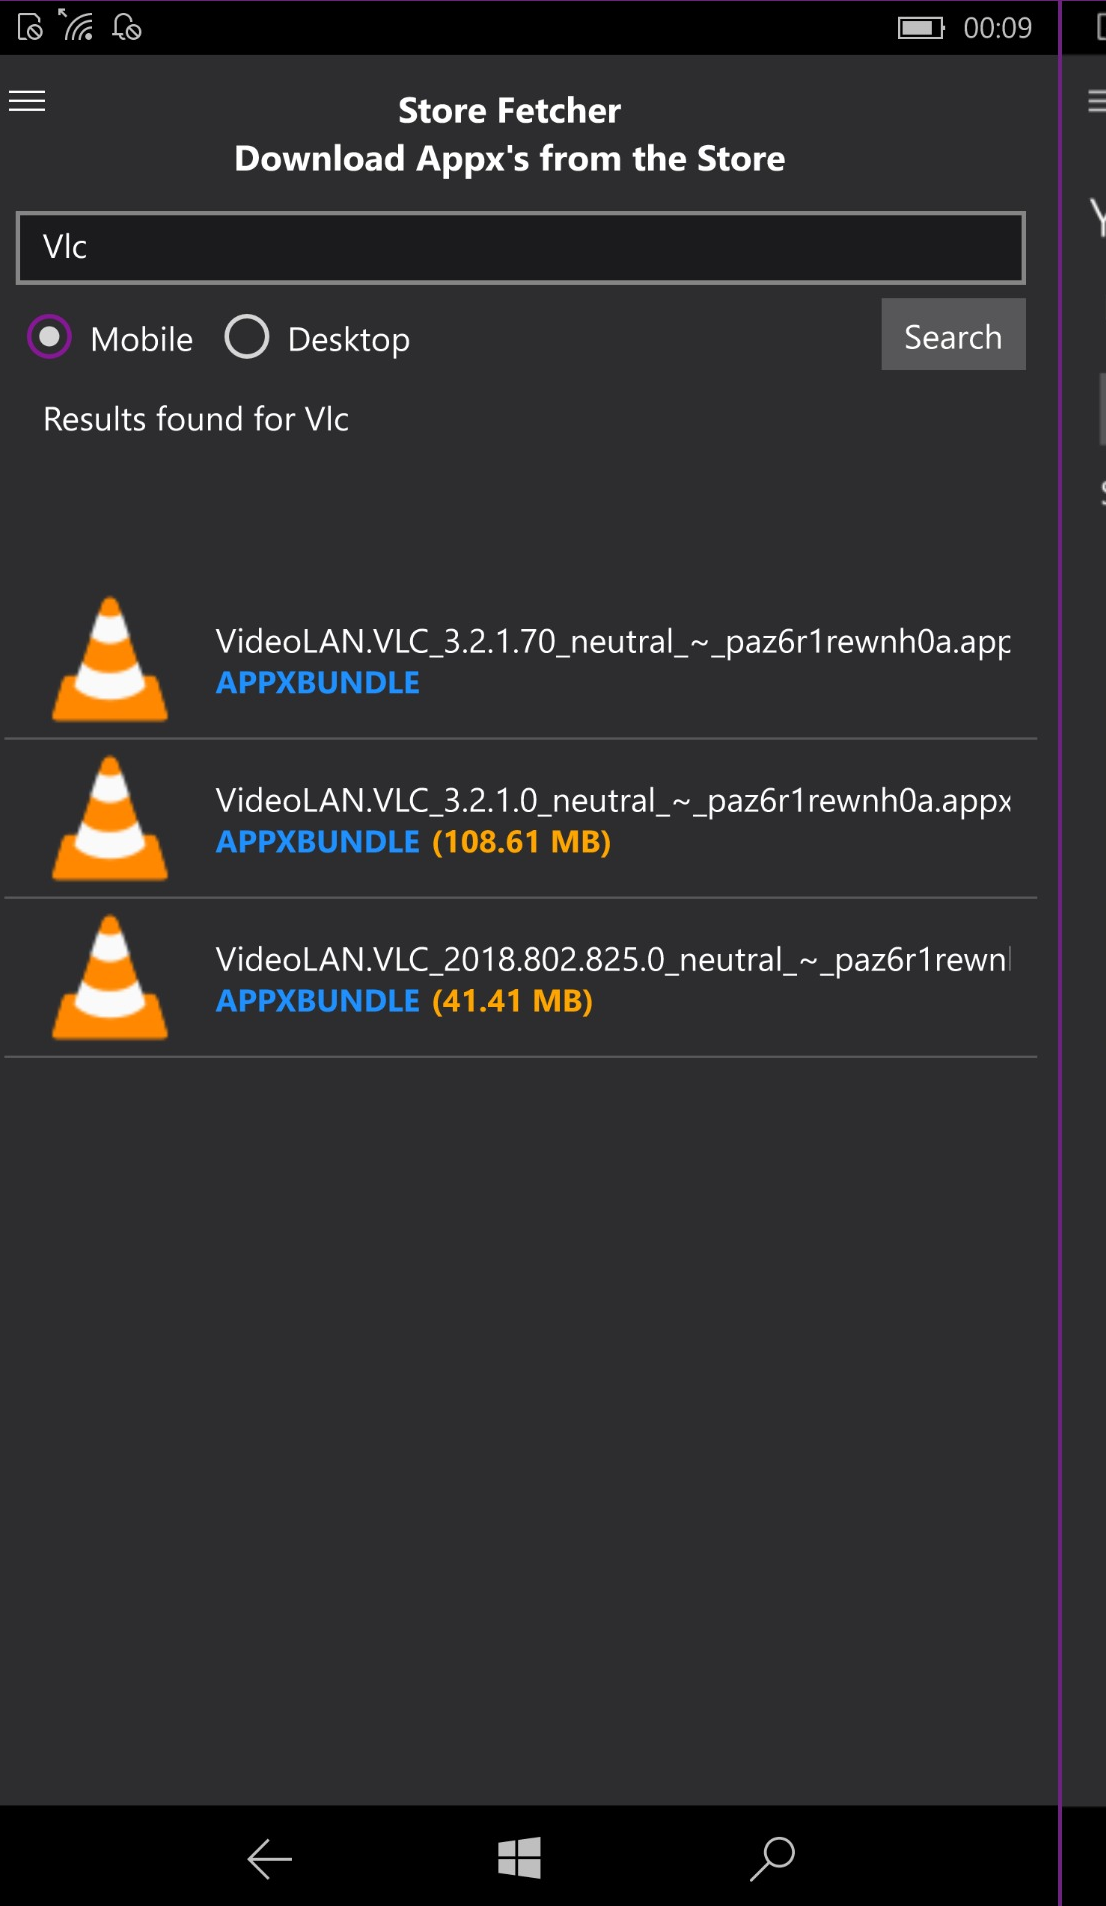 00:09
Store Fetcher
Download Appx's from the Store
Vlc
Mobile
Desktop
Search
Results found for Vlc
VideoLAN.VLC_3.2.1.70_neutral_~_paz6r1rewnh0a.app
APPXBUNDLE
VideoLAN.VLC_3.2.1.0_neutral_~_paz6r1rewnh0a.appx
APPXBUNDLE (108.61 MB)
VideoLAN.VLC_2018.802.825.0_neutral_~_paz6r1rewn
APPXBUNDLE (41.41 MB)